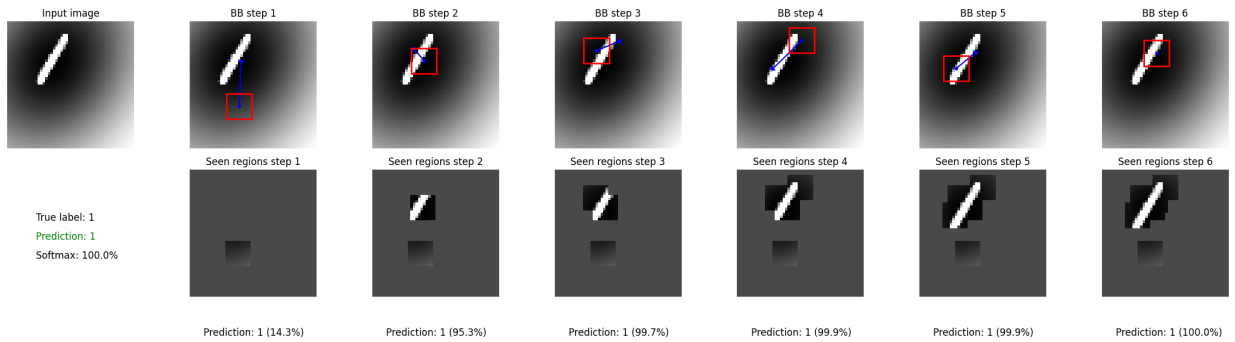 Input image
BB step 1
BB step 2
BB step 3
BB step 4
BB step 5
BB step 6
Seen regions step 1
Seen regions step 2
Seen regions step 3
Seen regions step 4
Seen regions step 5
Seen regions step 6
True label: 1
Prediction: 1
Softmax: 100.0%
Prediction: 1 (14.3%)
Prediction: 1 (95.3%)
Prediction: 1 (99.7%)
Prediction: 1 (99.9%)
Prediction: 1 (99.9%)
Prediction: 1 (100.0%)